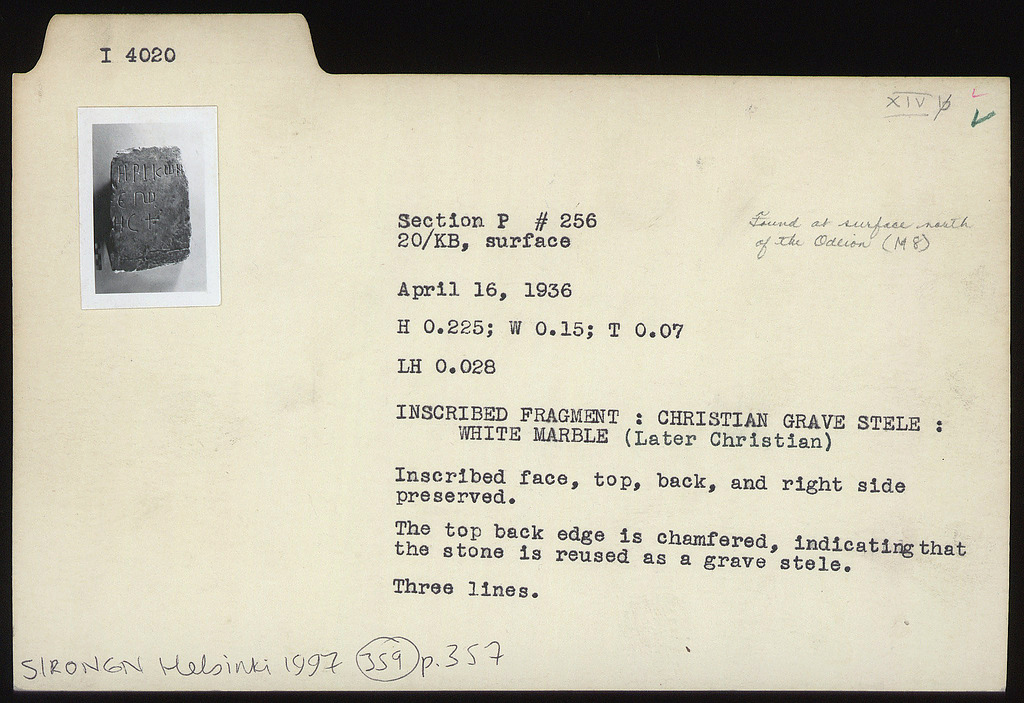 I 4020
XIV
Section P # 256
20/KB, surface
Found at surface north
of the Odeion (M 8)
April 16, 1936
H 0.225; W 0.15; T 0.07
LH 0.028
INSCRIBED FRAGMENT : CHRISTIAN GRAVE STELE :
WHITE MARBLE (Later Christian)
Inscribed face, top, back, and right side
preserved.
The top back edge is chamfered, indicating that
the stone is reused as a grave stele.
Three lines.
SIRONEN Helsinki 1997 359 p. 357